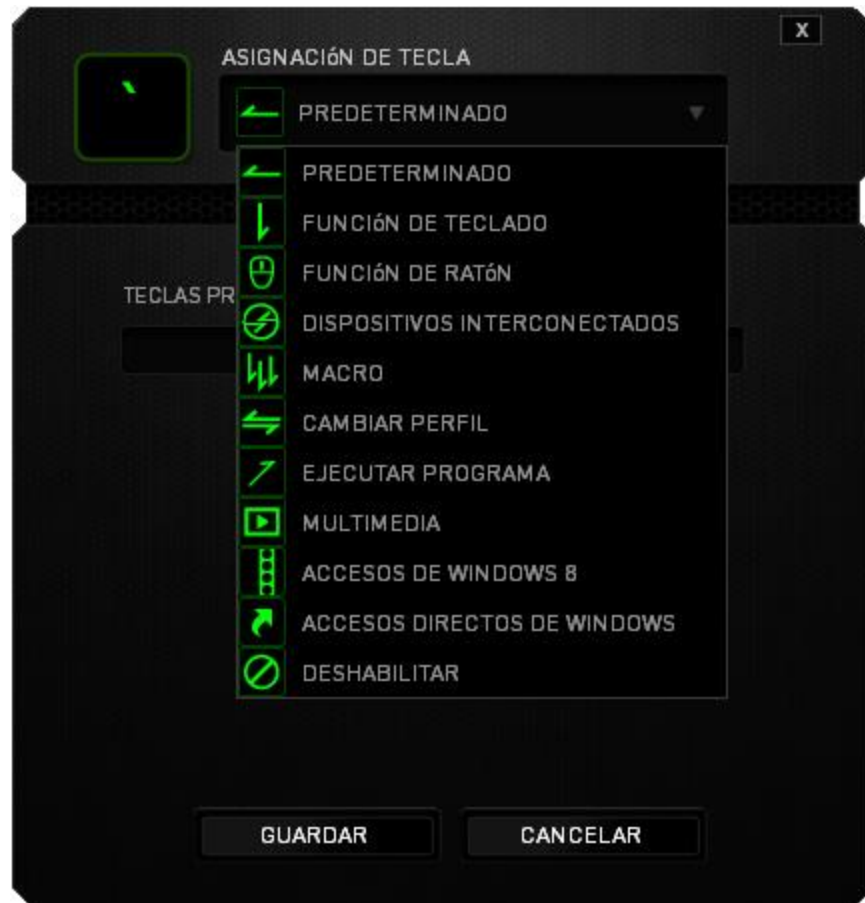 X
ASIGNACIóN DE TECLA
`
PREDETERMINADO
PREDETERMINADO
FUNCIóN DE TECLADO
FUNCIóN DE RATóN
TECLAS PR
DISPOSITIVOS INTERCONECTADOS
MACRO
CAMBIAR PERFIL
EJECUTAR PROGRAMA
MULTIMEDIA
ACCESOS DE WINDOWS 8
ACCESOS DIRECTOS DE WINDOWS
DESHABILITAR
GUARDAR
CANCELAR